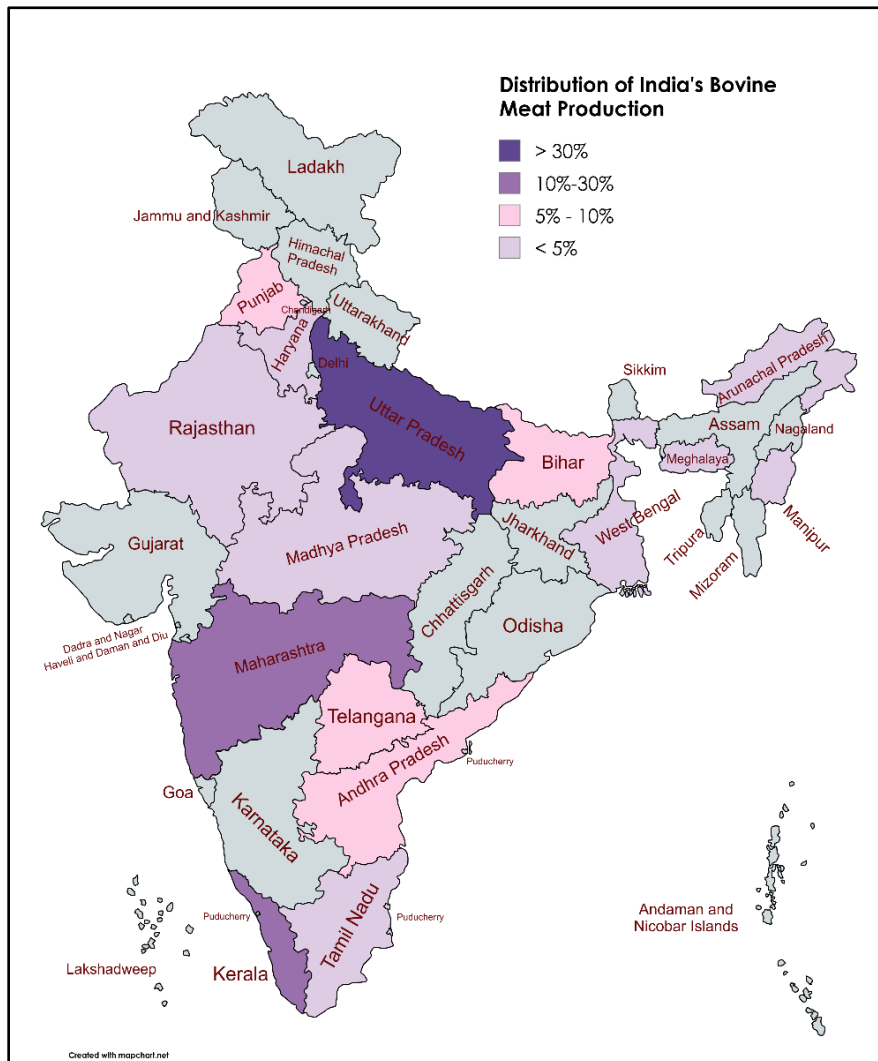 Distribution of India's Bovine
Meat Production
> 30%
10%-30%
5% - 10%
< 5%
Ladakh
Jammu and Kashmir
Himachal
Pradesh
Punjab
Chandigarh
Uttarakhand
Haryana
Delhi
Arunachal Pradesh
Sikkim
Rajasthan
Uttar Pradesh
Assam
Nagaland
Bihar
Meghalaya
Gujarat
Madhya Pradesh
Jharkhand
West Bengal
Manipur
Tripura
Mizoram
Chhattisgarh
Odisha
Dadra and Nagar
Haveli and Daman and Diu
Maharashtra
Telangana
Andhra Pradesh
Puducherry
Goa
Karnataka
Puducherry
Tamil Nadu
Puducherry
Andaman and
Nicobar Islands
Lakshadweep
Kerala
Created with mapchart.net